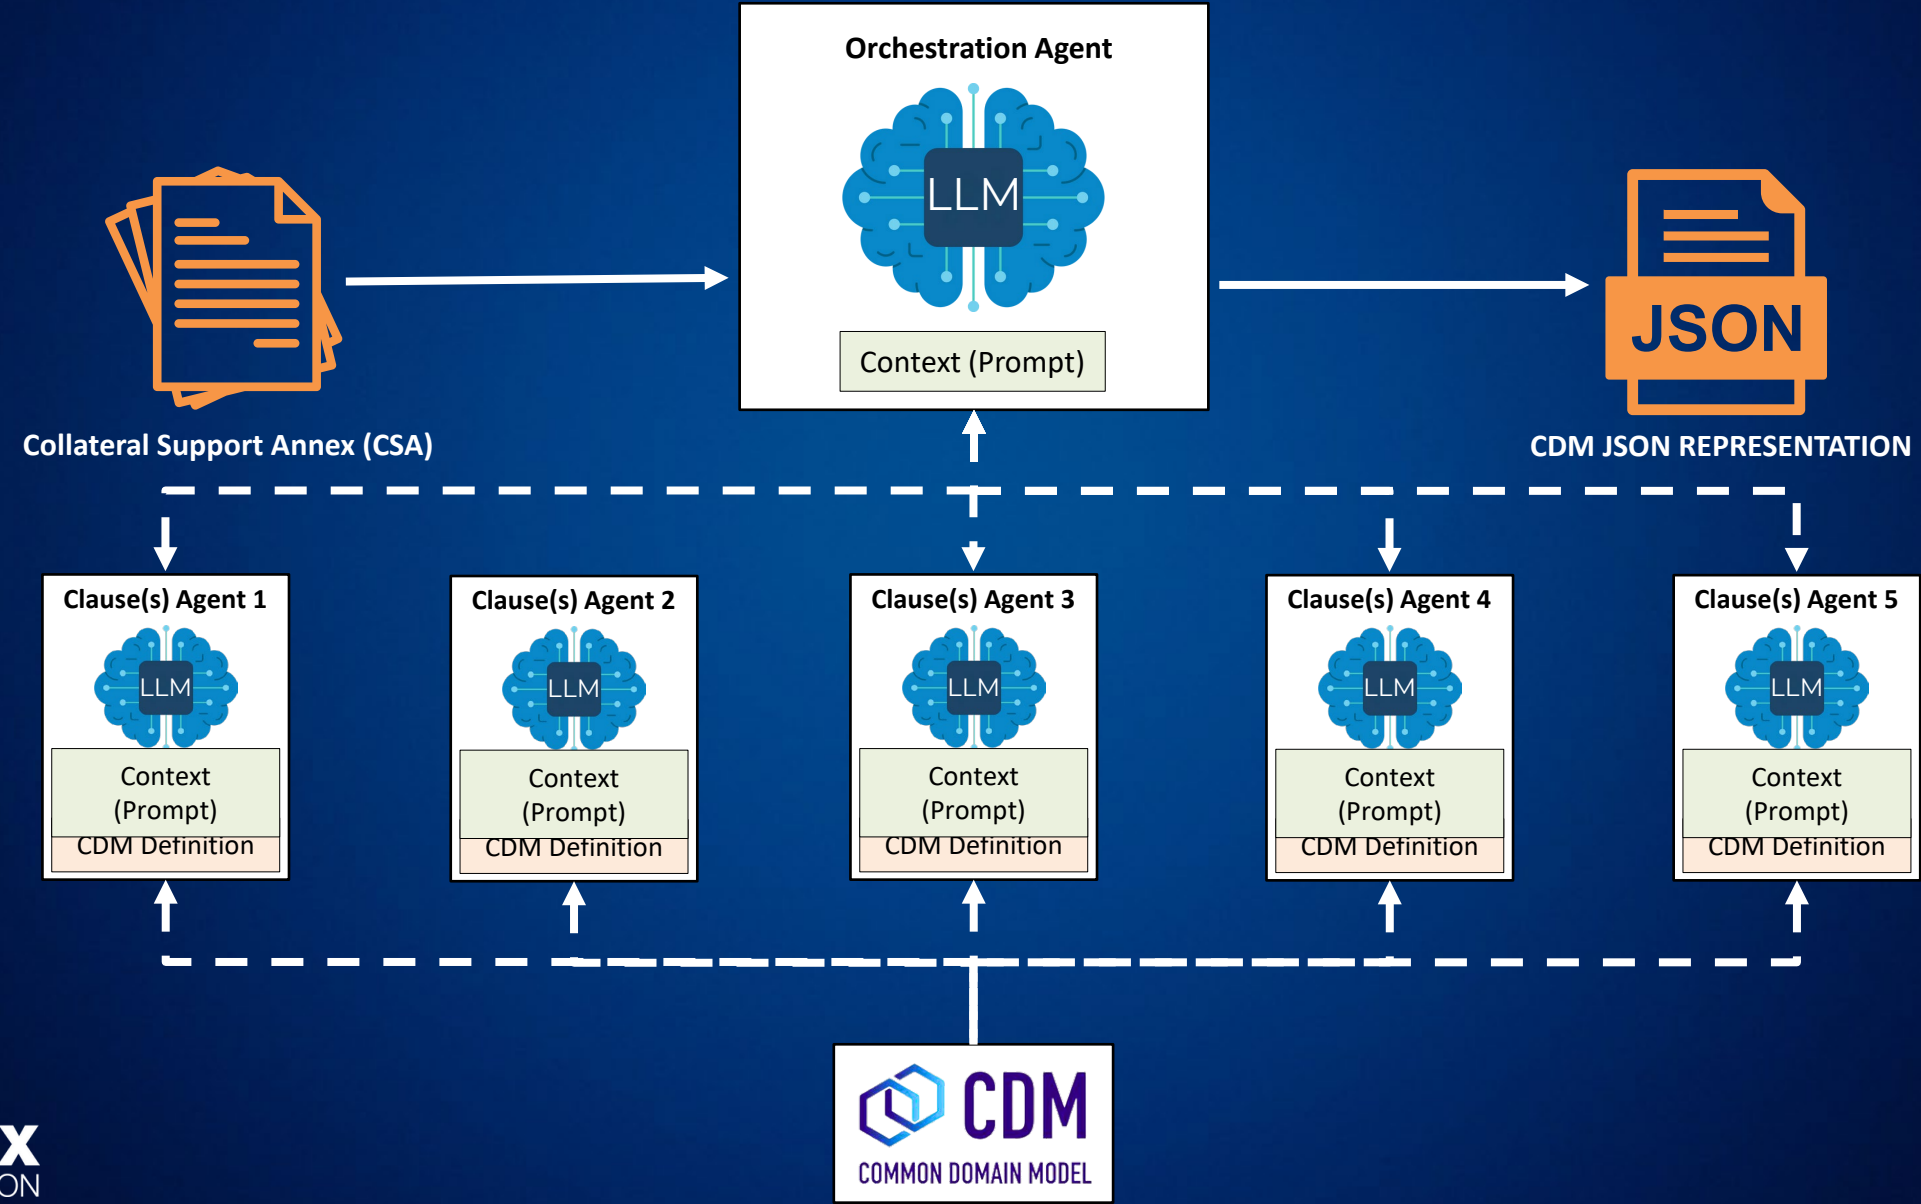 Orchestration Agent
LLM
Context (Prompt)
JSON
Collateral Support Annex (CSA)
CDM JSON REPRESENTATION
Clause(s) Agent 1
LLM
Context
(Prompt)
CDM Definition
Clause(s) Agent 2
LLM
Context
(Prompt)
CDM Definition
Clause(s) Agent 3
LLM
Context
(Prompt)
CDM Definition
Clause(s) Agent 4
LLM
Context
(Prompt)
CDM Definition
Clause(s) Agent 5
LLM
Context
(Prompt)
CDM Definition
CDM
COMMON DOMAIN MODEL